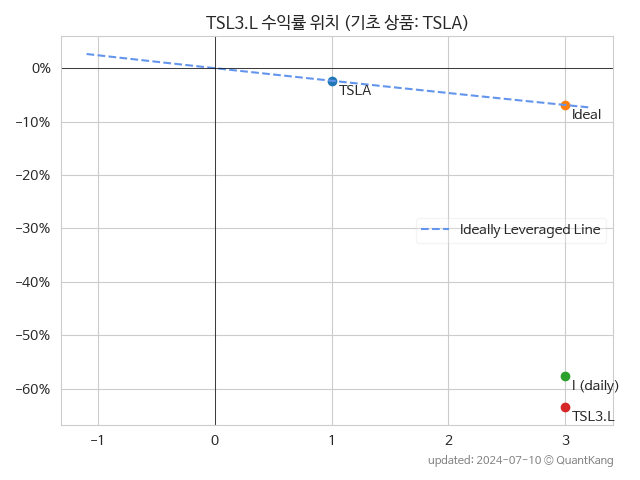 TSL3.L 수익률 위치 (기초 상품: TSLA)
0%
−10%
−20%
−30%
−40%
−50%
−60%
TSLA
Ideal
Ideally Leveraged Line
I (daily)
TSL3.L
−1
0
1
2
3
updated: 2024-07-10 © QuantKang